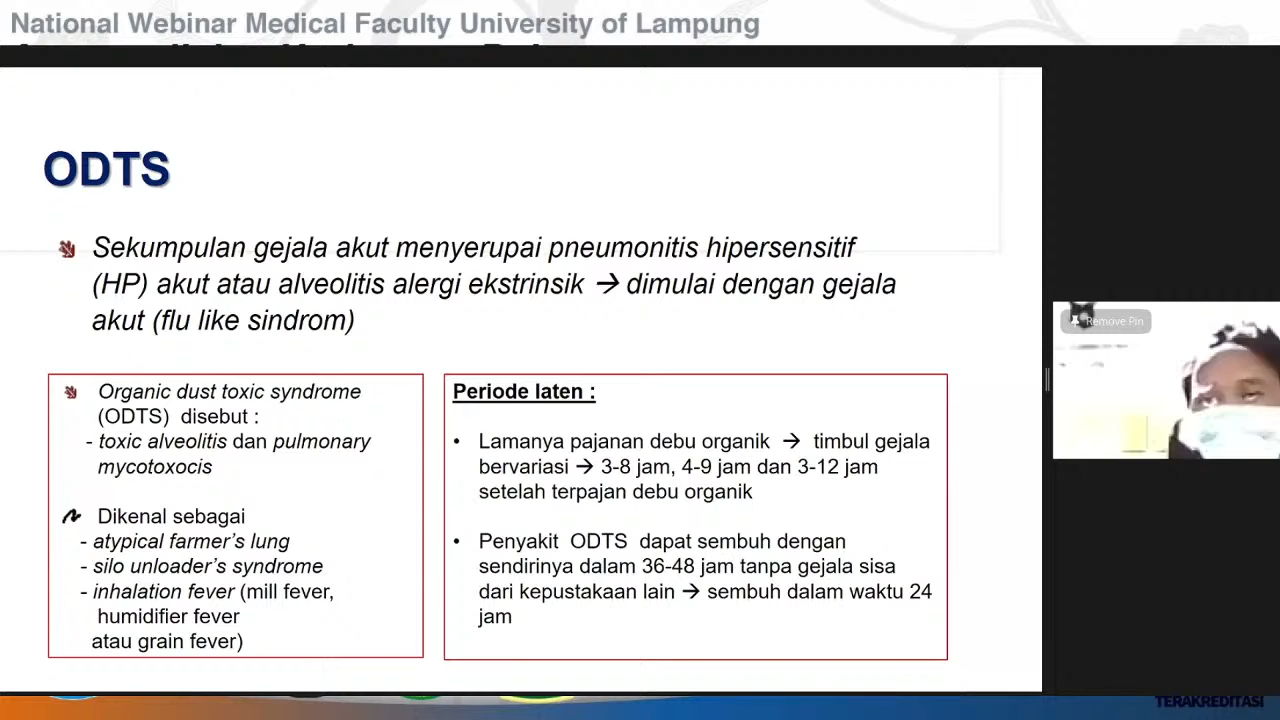 National Webinar Medical Faculty University of Lampung
ODTS
Sekumpulan gejala akut menyerupai pneumonitis hipersensitif
(HP) akut atau alveolitis alergi ekstrinsik → dimulai dengan gejala
akut (flu like sindrom)
Organic dust toxic syndrome
(ODTS) disebut :
- toxic alveolitis dan pulmonary
mycotoxocis
Dikenal sebagai
- atypical farmer's lung
- silo unloader's syndrome
- inhalation fever (mill fever,
humidifier fever
atau grain fever)
Periode laten :
• Lamanya pajanan debu organik → timbul gejala
bervariasi → 3-8 jam, 4-9 jam dan 3-12 jam
setelah terpajan debu organik
• Penyakit ODTS dapat sembuh dengan
sendirinya dalam 36-48 jam tanpa gejala sisa
dari kepustakaan lain → sembuh dalam waktu 24
jam
Remove Pin
TERAKREDITASI